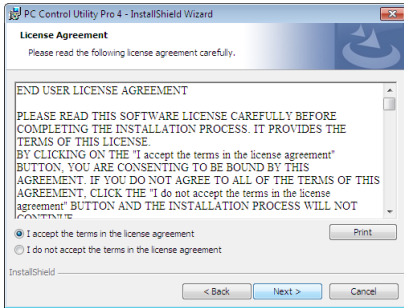 PC Control Utility Pro 4 - InstallShield Wizard
License Agreement
Please read the following license agreement carefully.
END USER LICENSE AGREEMENT
PLEASE READ THIS SOFTWARE LICENSE CAREFULLY BEFORE
COMPLETING THE INSTALLATION PROCESS. IT PROVIDES THE
TERMS OF THIS LICENSE.
BY CLICKING ON THE "I accept the terms in the license agreement"
BUTTON, YOU ARE CONSENTING TO BE BOUND BY THIS
AGREEMENT. IF YOU DO NOT AGREE TO ALL OF THE TERMS OF THIS
AGREEMENT, CLICK THE "I do not accept the terms in the license
agreement" BUTTON AND THE INSTALLATION PROCESS WILL NOT
CONTINUE
I accept the terms in the license agreement
Print
I do not accept the terms in the license agreement
InstallShield
< Back Next > Cancel